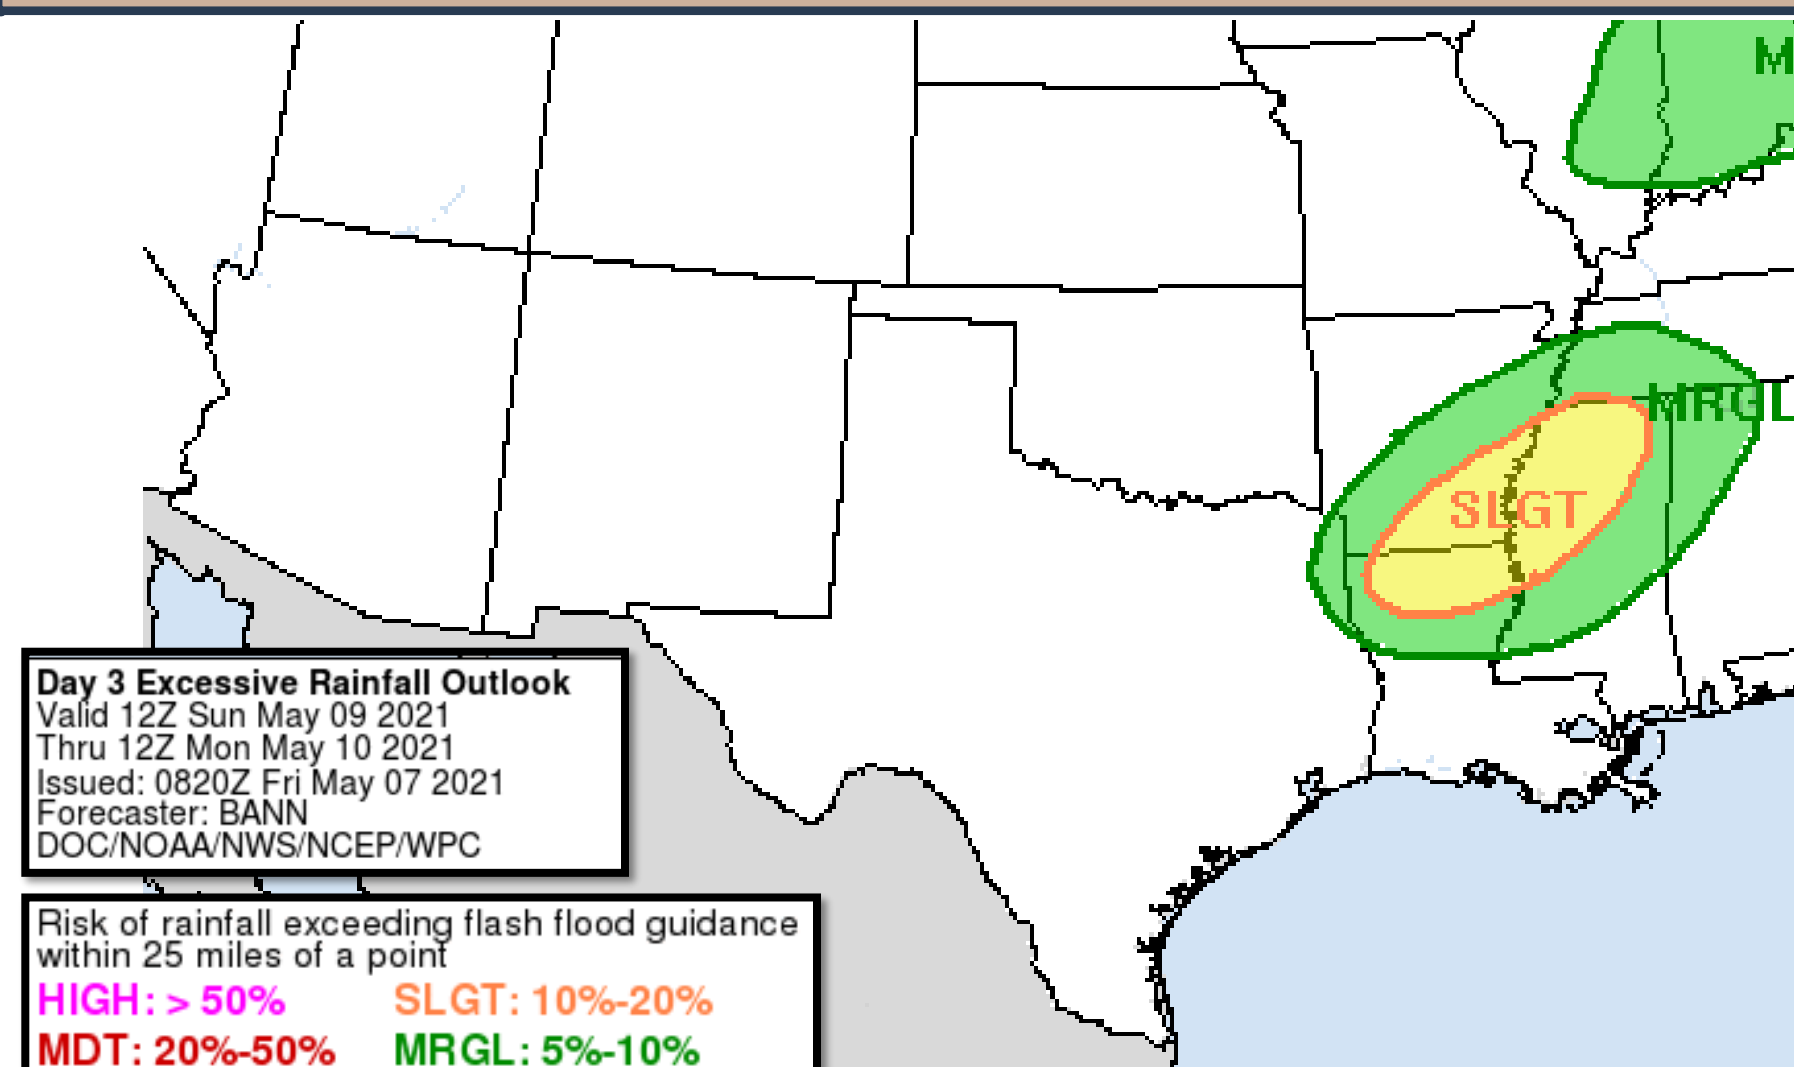 M
MRGL
SLGT
Day 3 Excessive Rainfall Outlook
Valid 12Z Sun May 09 2021
Thru 12Z Mon May 10 2021
Issued: 0820Z Fri May 07 2021
Forecaster: BANN
DOC/NOAA/NWS/NCEP/WPC
Risk of rainfall exceeding flash flood guidance
within 25 miles of a point
HIGH: > 50% SLGT: 10%-20%
MDT: 20%-50% MRGL: 5%-10%